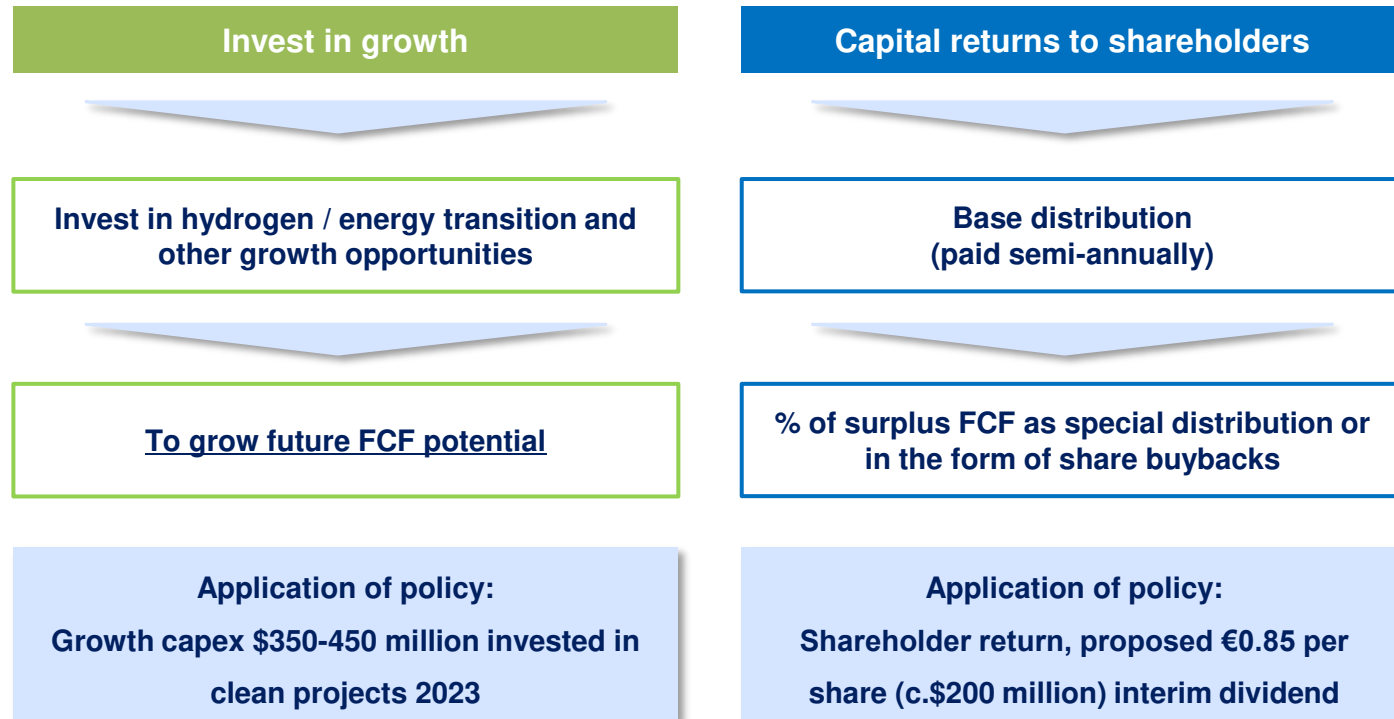 Invest in growth
Invest in hydrogen / energy transition and
other growth opportunities
To grow future FCF potential
Application of policy:
Growth capex $350-450 million invested in
clean projects 2023
Capital returns to shareholders
Base distribution
(paid semi-annually)
% of surplus FCF as special distribution or
in the form of share buybacks
Application of policy:
Shareholder return, proposed €0.85 per
share (c.$200 million) interim dividend